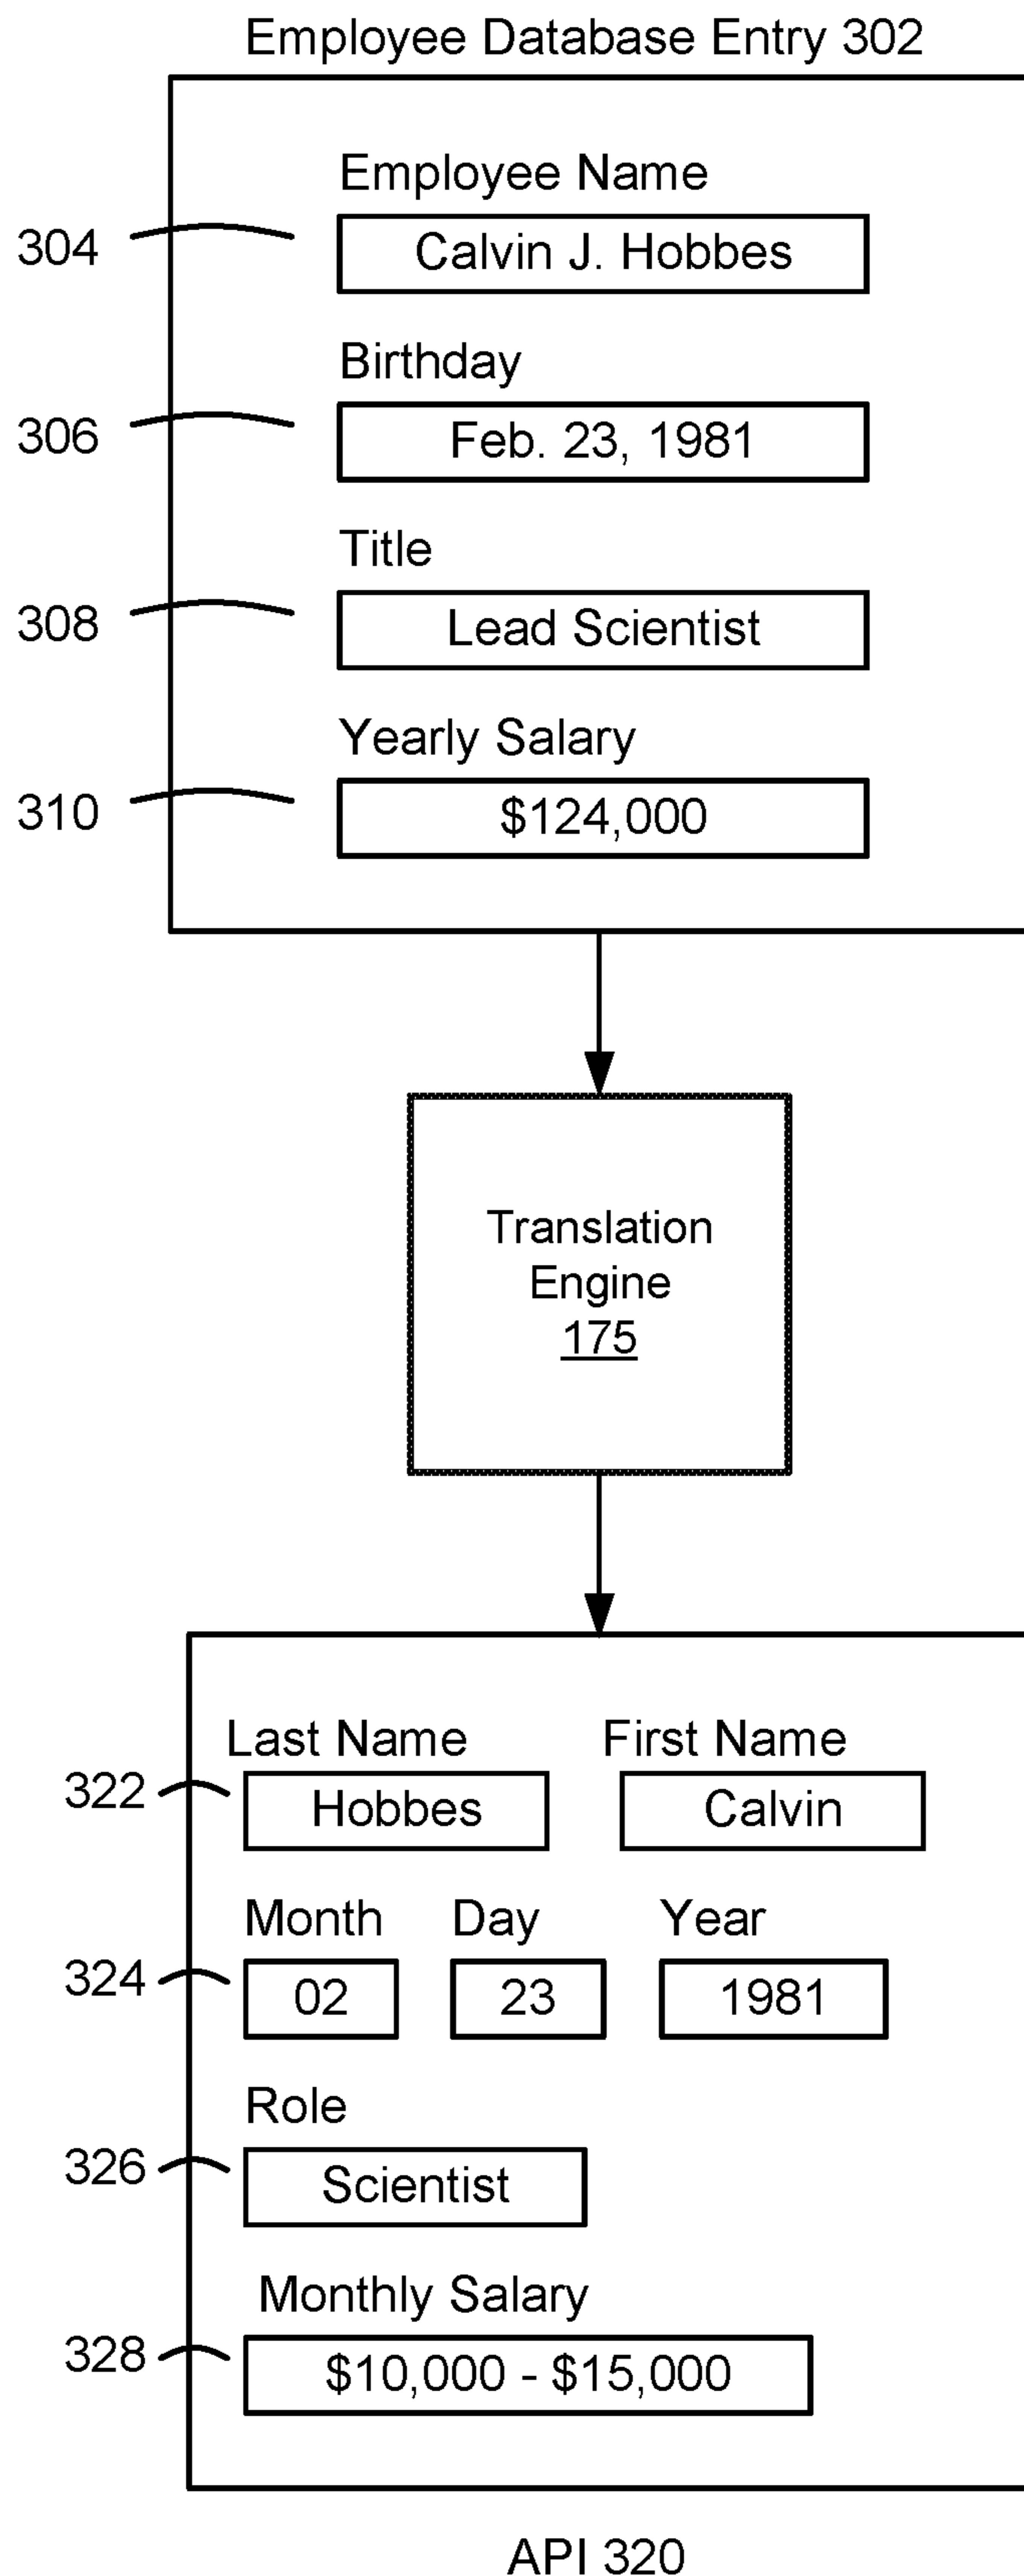 Employee Database Entry 302
Employee Name
304 Calvin J. Hobbes
Birthday
306 Feb. 23, 1981
Title
308 Lead Scientist
Yearly Salary
310 $124,000
Translation
Engine
175
Last Name First Name
322 Hobbes Calvin
Month Day Year
324 02 23 1981
Role
326 Scientist
Monthly Salary
328 $10,000 - $15,000
API 320